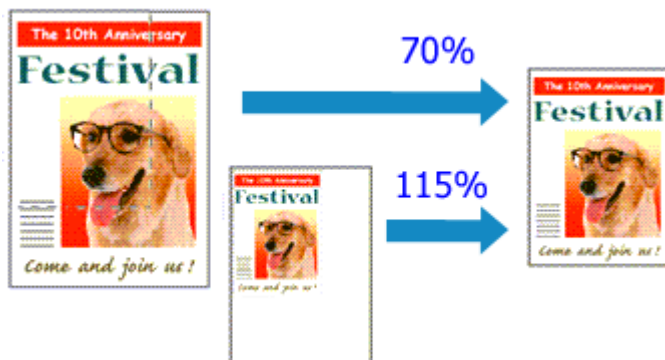 The 10th Anniversary
Festival
Come and join us!
70%
The 10th Anniversary
Festival
Come and join us!
115%
The 10th Anniversary
Festival
Come and join us!